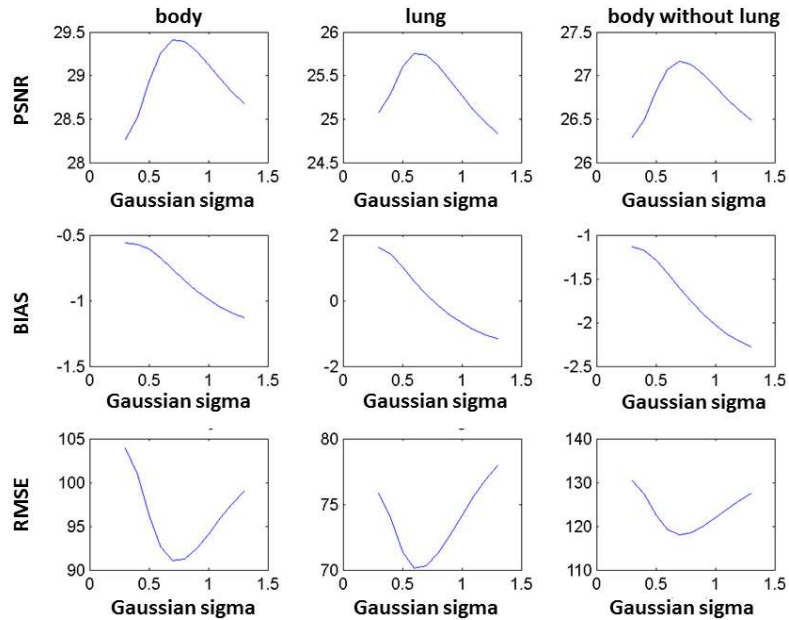 body lung body without lung
PSNR
29.5 29 28.5 28
0 0.5 1 1.5
Gaussian sigma
26 25.5 25 24.5
0 0.5 1 1.5
Gaussian sigma
27.5 27 26.5 26
0 0.5 1 1.5
Gaussian sigma
BIAS
-0.5 -1 -1.5
0 0.5 1 1.5
Gaussian sigma
2 0 -2
0 0.5 1 1.5
Gaussian sigma
-1 -1.5 -2 -2.5
0 0.5 1 1.5
Gaussian sigma
RMSE
105 100 95 90
0 0.5 1 1.5
Gaussian sigma
80 75 70
0 0.5 1 1.5
Gaussian sigma
140 130 120 110
0 0.5 1 1.5
Gaussian sigma